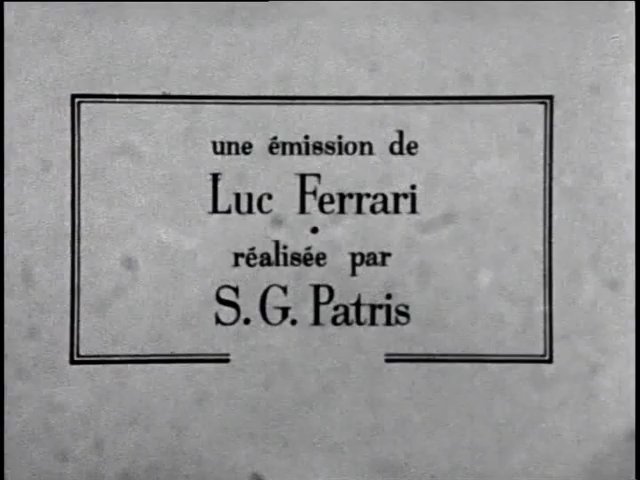 une émission de
Luc Ferrari
•
réalisée par
S. G. Patris